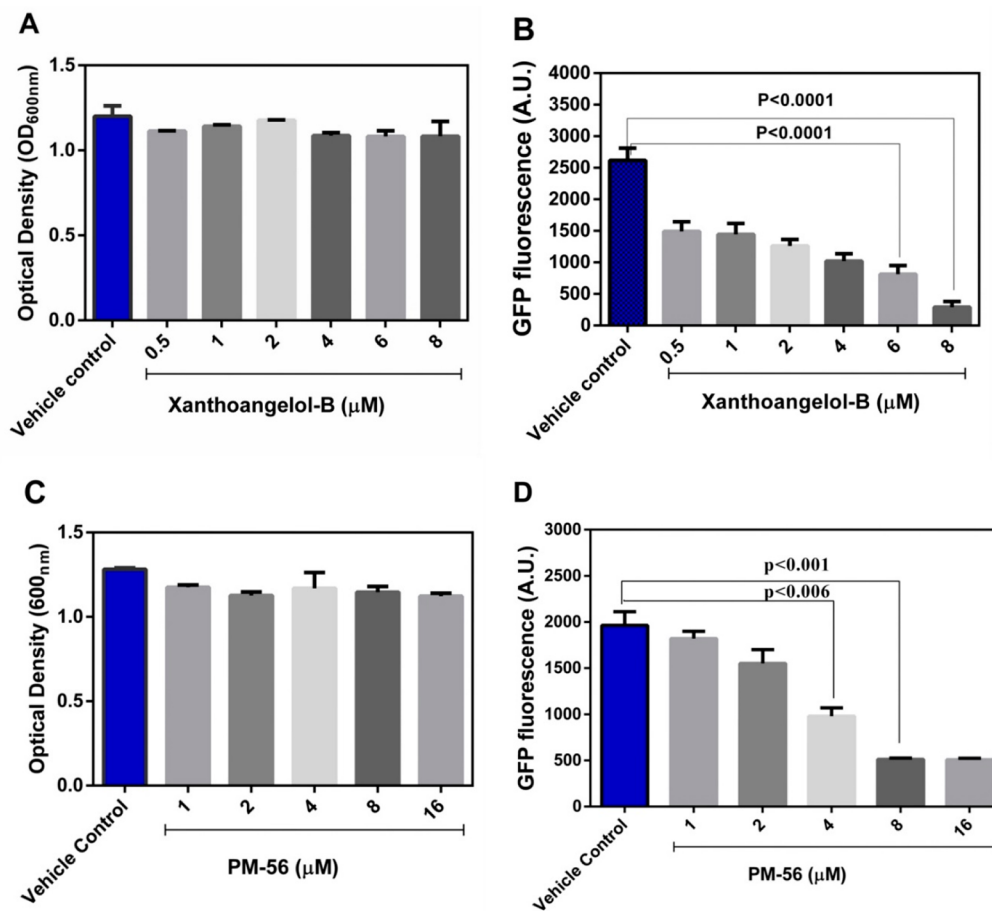 A
Optical Density (OD600nm)
1.5
1.0
0.5
0.0
Vehicle control
0.5
1
2
4
6
8
Xanthoangelol-B (μM)
B
GFP fluorescence (A.U.)
4000
3500
3000
2500
2000
1500
1000
500
0
P<0.0001
P<0.0001
Vehicle control
0.5
1
2
4
6
8
Xanthoangelol-B (μM)
C
Optical Density (600nm)
1.5
1.0
0.5
0.0
Vehicle Control
1
2
4
8
16
PM-56 (μM)
D
GFP fluorescence (A.U.)
3000
2500
2000
1500
1000
500
0
p<0.001
p<0.006
Vehicle Control
1
2
4
8
16
PM-56 (μM)